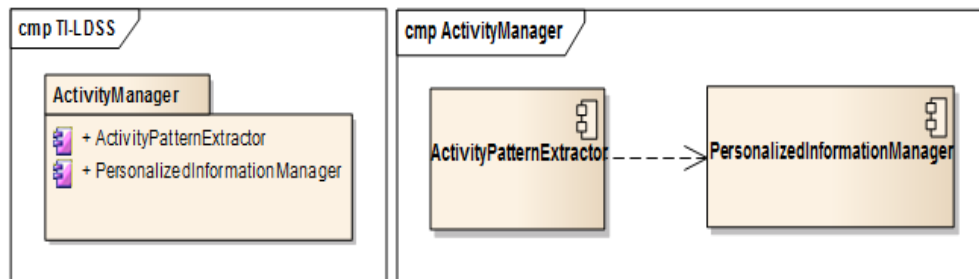 cmp TI-LDSS
ActivityManager
+ ActivityPatternExtractor
+ PersonalizedInformationManager
cmp ActivityManager
ActivityPatternExtractor
PersonalizedInformationManager